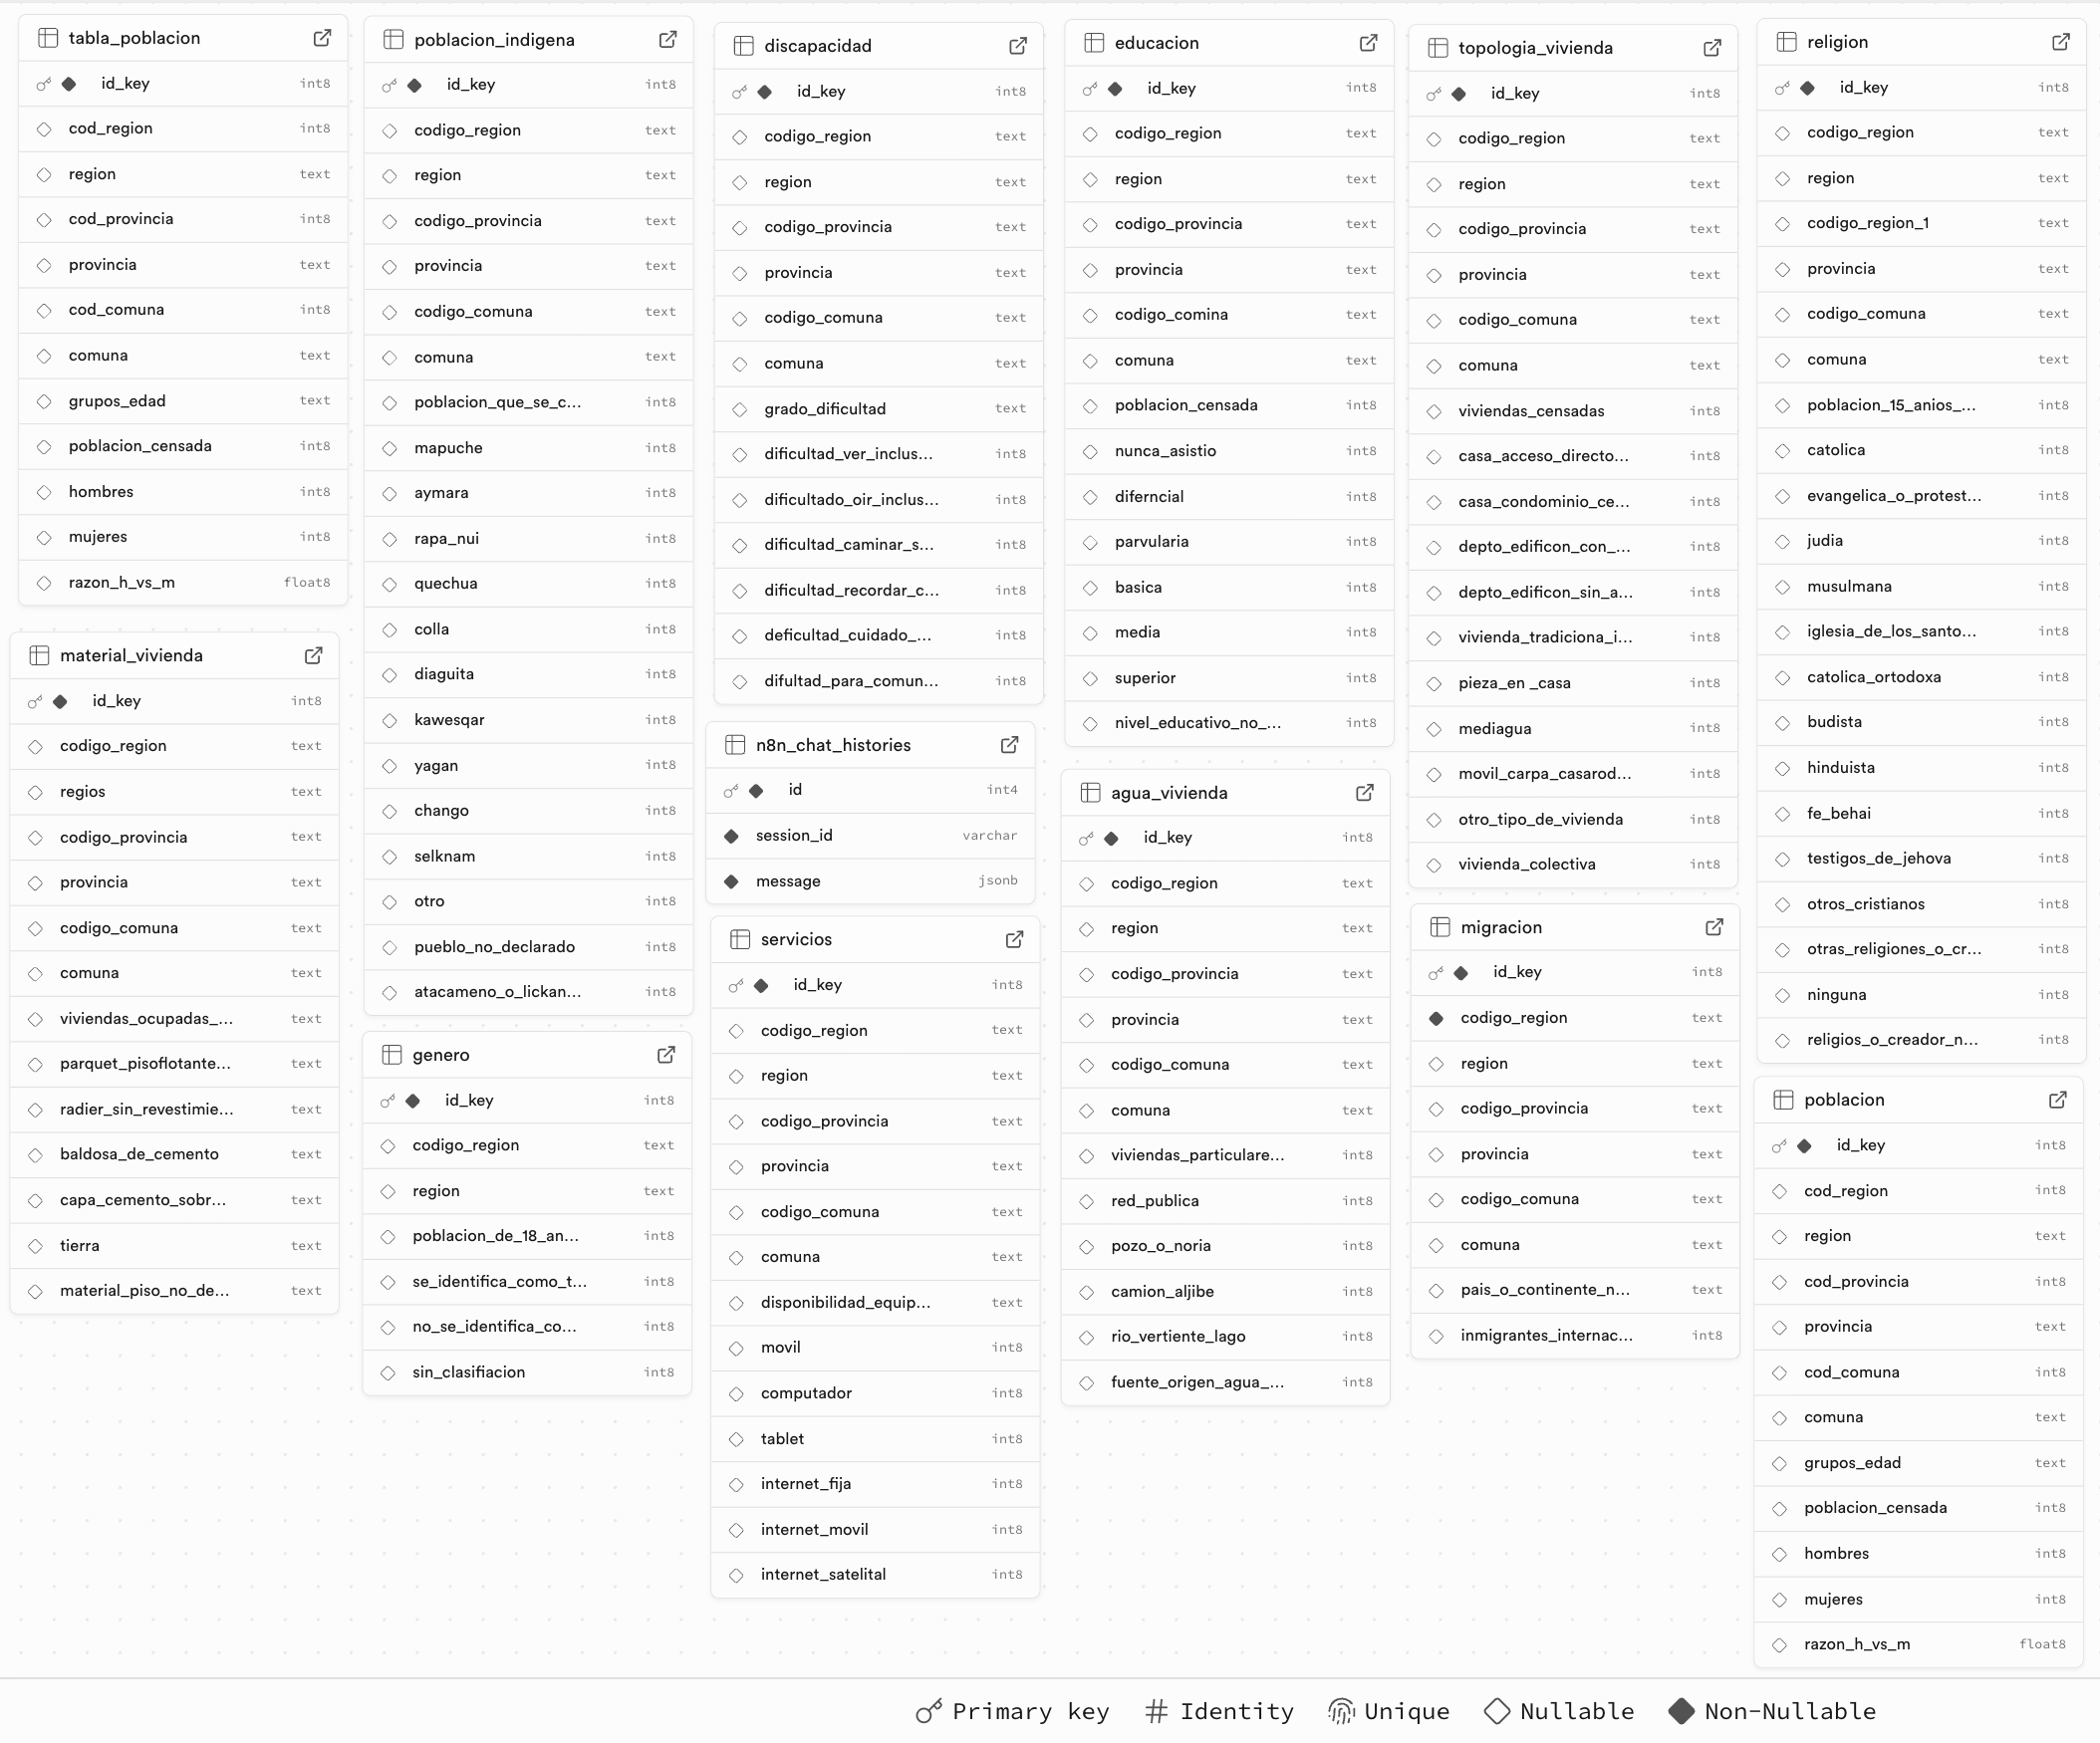 tabla_poblacion
id_key int8
cod_region int8
region text
cod_provincia int8
provincia text
cod_comuna int8
comuna text
grupos_edad text
poblacion_censada int8
hombres int8
mujeres int8
razon_h_vs_m float8
material_vivienda
id_key int8
codigo_region text
regios text
codigo_provincia text
provincia text
codigo_comuna text
comuna text
viviendas_ocupadas_... text
parquet_pisoflotante... text
radier_sin_revestimie... text
baldosa_de_cemento text
capa_cemento_sobr... text
tierra text
material_piso_no_de... text
poblacion_indigena
id_key int8
codigo_region text
region text
codigo_provincia text
provincia text
codigo_comuna text
comuna text
poblacion_que_se_c... int8
mapuche int8
aymara int8
rapa_nui int8
quechua int8
colla int8
diaguita int8
kawesqar int8
yagan int8
chango int8
selknam int8
otro int8
pueblo_no_declarado int8
atacameno_o_lickan... int8
genero
id_key int8
codigo_region text
region text
poblacion_de_18_an... int8
se_identifica_como_t... int8
no_se_identifica_co... int8
sin_clasifiacion int8
discapacidad
id_key int8
codigo_region text
region text
codigo_provincia text
provincia text
codigo_comuna text
comuna text
grado_dificultad text
dificultad_ver_inclus... int8
dificultado_oir_inclus... int8
dificultad_caminar_s... int8
dificultad_recordar_c... int8
deficultad_cuidado_... int8
difultad_para_comun... int8
n8n_chat_histories
id int4
session_id varchar
message jsonb
servicios
id_key int8
codigo_region text
region text
codigo_provincia text
provincia text
codigo_comuna text
comuna text
disponibilidad_equip... text
movil int8
computador int8
tablet int8
internet_fija int8
internet_movil int8
internet_satelital int8
educacion
id_key int8
codigo_region text
region text
codigo_provincia text
provincia text
codigo_comina text
comuna text
poblacion_censada int8
nunca_asistio int8
diferncial int8
parvularia int8
basica int8
media int8
superior int8
nivel_educativo_no_... int8
agua_vivienda
id_key int8
codigo_region text
region text
codigo_provincia text
provincia text
codigo_comuna text
comuna text
viviendas_particulare... int8
red_publica int8
pozo_o_noria int8
camion_aljibe int8
rio_vertiente_lago int8
fuente_origen_agua_... int8
topologia_vivienda
id_key int8
codigo_region text
region text
codigo_provincia text
provincia text
codigo_comuna text
comuna text
viviendas_censadas int8
casa_acceso_directo... int8
casa_condominio_ce... int8
depto_edificon_con_... int8
depto_edificon_sin_a... int8
vivienda_tradiciona_i... int8
pieza_en _casa int8
mediagua int8
movil_carpa_casarod... int8
otro_tipo_de_vivienda int8
vivienda_colectiva int8
migracion
id_key int8
codigo_region text
region text
codigo_provincia text
provincia text
codigo_comuna text
comuna text
pais_o_continente_n... text
inmigrantes_internac... int8
religion
id_key int8
codigo_region text
region text
codigo_region_1 text
provincia text
codigo_comuna text
comuna text
poblacion_15_anios_... int8
catolica int8
evangelica_o_protest... int8
judia int8
musulmana int8
iglesia_de_los_santo... int8
catolica_ortodoxa int8
budista int8
hinduista int8
fe_behai int8
testigos_de_jehova int8
otros_cristianos int8
otras_religiones_o_cr... int8
ninguna int8
religios_o_creador_n... int8
poblacion
id_key int8
cod_region int8
region text
cod_provincia int8
provincia text
cod_comuna int8
comuna text
grupos_edad text
poblacion_censada int8
hombres int8
mujeres int8
razon_h_vs_m float8
Primary key Identity Unique Nullable Non-Nullable